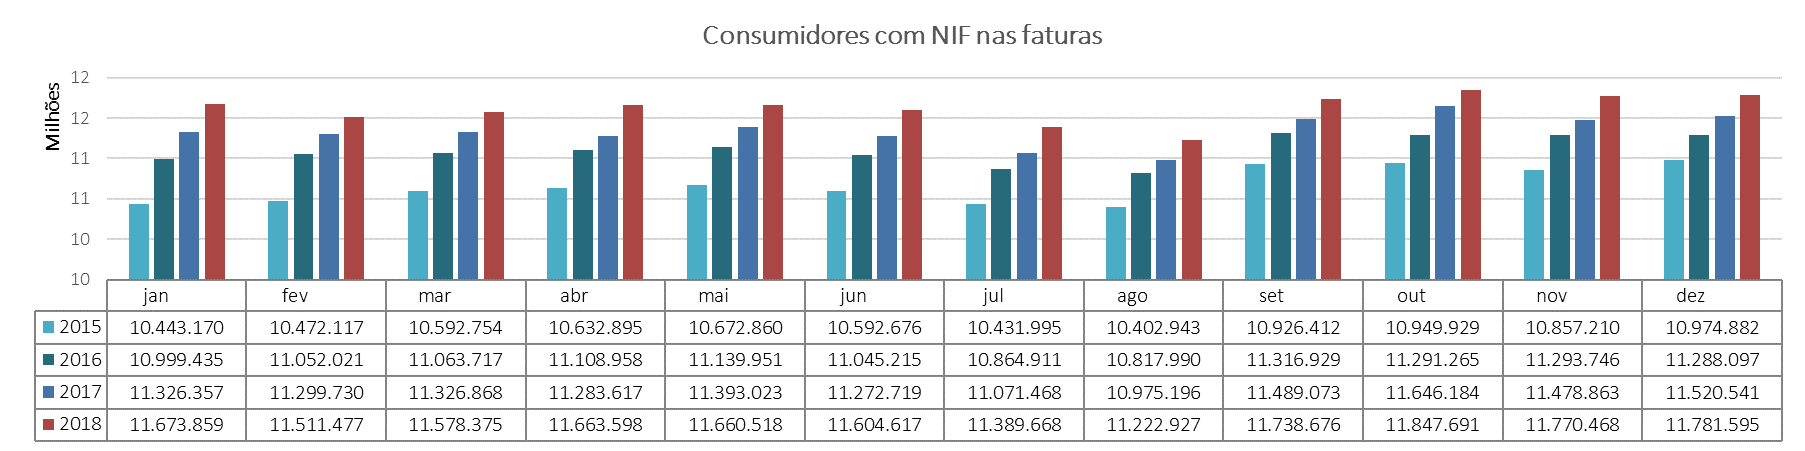 Consumidores com NIF nas faturas
Milhões
12
12
11
11
10
10
jan fev mar abr mai jun jul ago set out nov dez
2015 10.443.170 10.472.117 10.592.754 10.632.895 10.672.860 10.592.676 10.431.995 10.402.943 10.926.412 10.949.929 10.857.210 10.974.882
2016 10.999.435 11.052.021 11.063.717 11.108.958 11.139.951 11.045.215 10.864.911 10.817.990 11.316.929 11.291.265 11.293.746 11.288.097
2017 11.326.357 11.299.730 11.326.868 11.283.617 11.393.023 11.272.719 11.071.468 10.975.196 11.489.073 11.646.184 11.478.863 11.520.541
2018 11.673.859 11.511.477 11.578.375 11.663.598 11.660.518 11.604.617 11.389.668 11.222.927 11.738.676 11.847.691 11.770.468 11.781.595